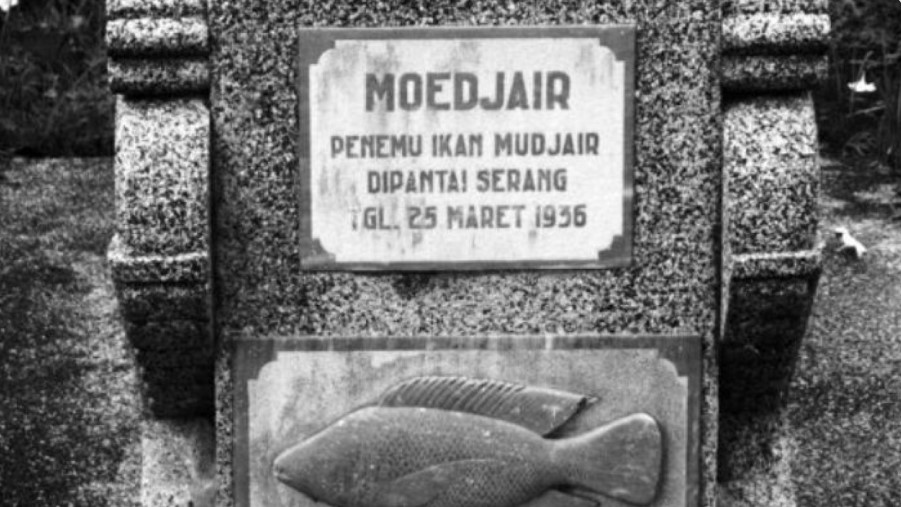 MOEDJAIR
PENEMU IKAN MUDJAIR
DIPANTAI SERANG
TGL. 25 MARET 1936